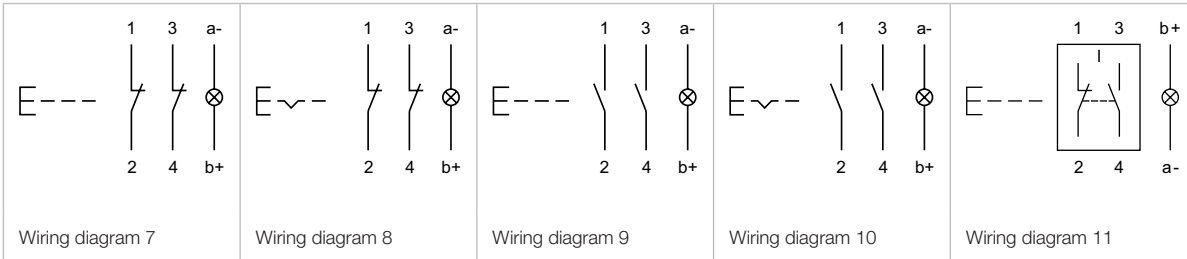 1 3 a-
2 4 b+
Wiring diagram 7
1 3 a-
2 4 b+
Wiring diagram 8
1 3 a-
2 4 b+
Wiring diagram 9
1 3 a-
2 4 b+
Wiring diagram 10
1 3 b+
2 4 a-
Wiring diagram 11